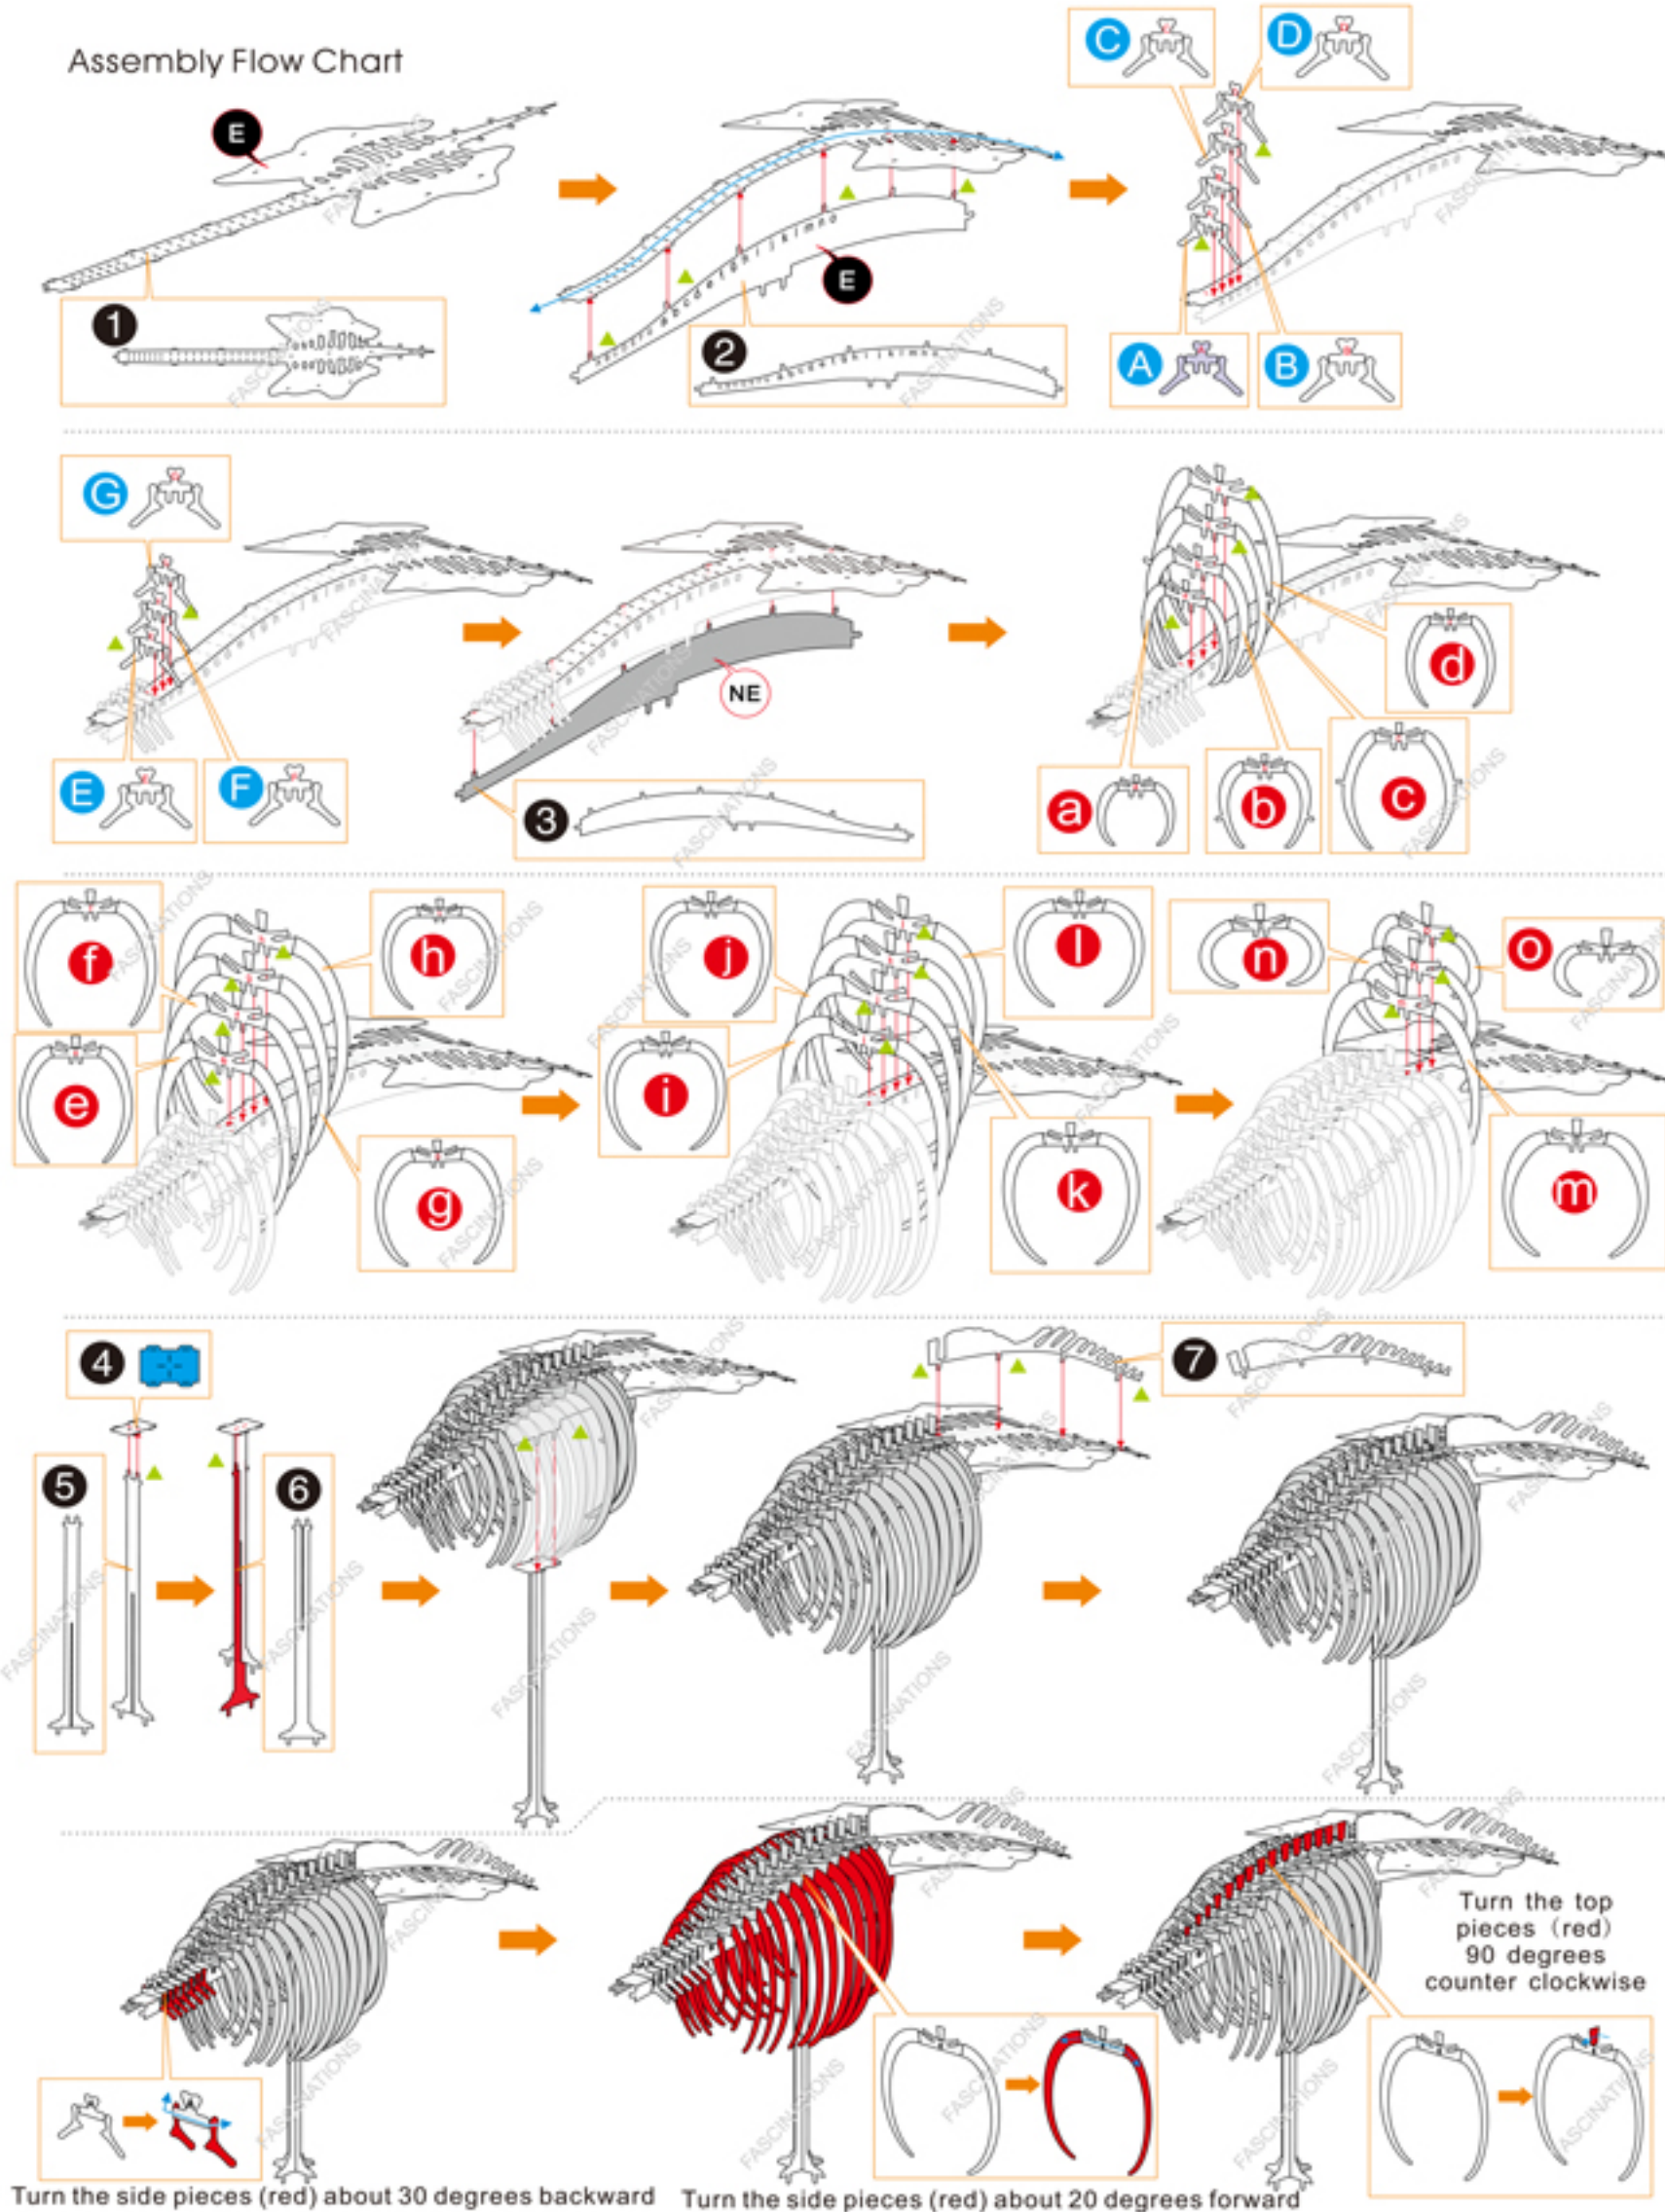 Assembly Flow Chart
C
D
E
E
1
2
A
B
a b c d e f g h i j k l m n o
G
NE
d
E
F
3
a
b
c
f
h
j
l
n
o
e
i
g
k
m
4
7
5
6
Turn the top
pieces (red)
90 degrees
counter clockwise
Turn the side pieces (red) about 30 degrees backward
Turn the side pieces (red) about 20 degrees forward
FASCINATIONS